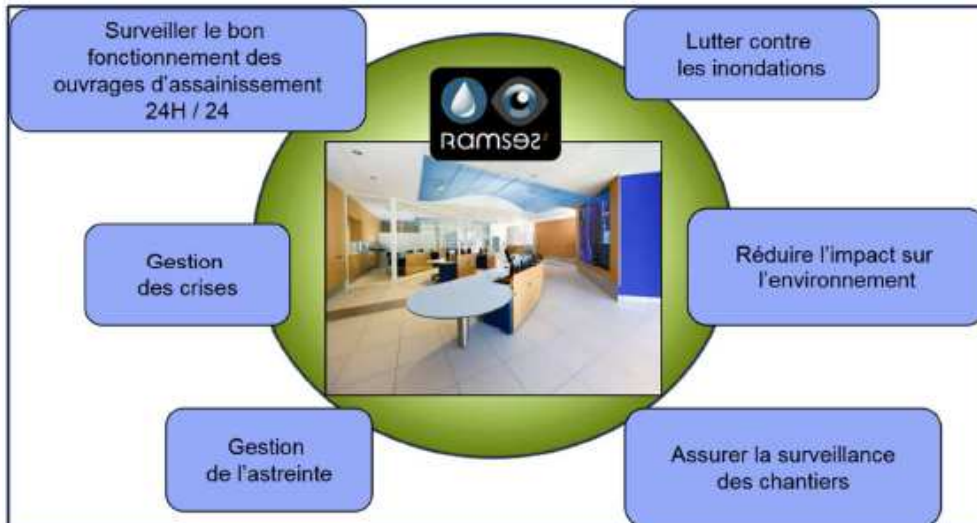 Surveiller le bon
fonctionnement des
ouvrages d'assainissement
24H / 24
Lutter contre
les inondations
RAMSES²
Gestion
des crises
Réduire l'impact sur
l'environnement
Gestion
de l'astreinte
Assurer la surveillance
des chantiers